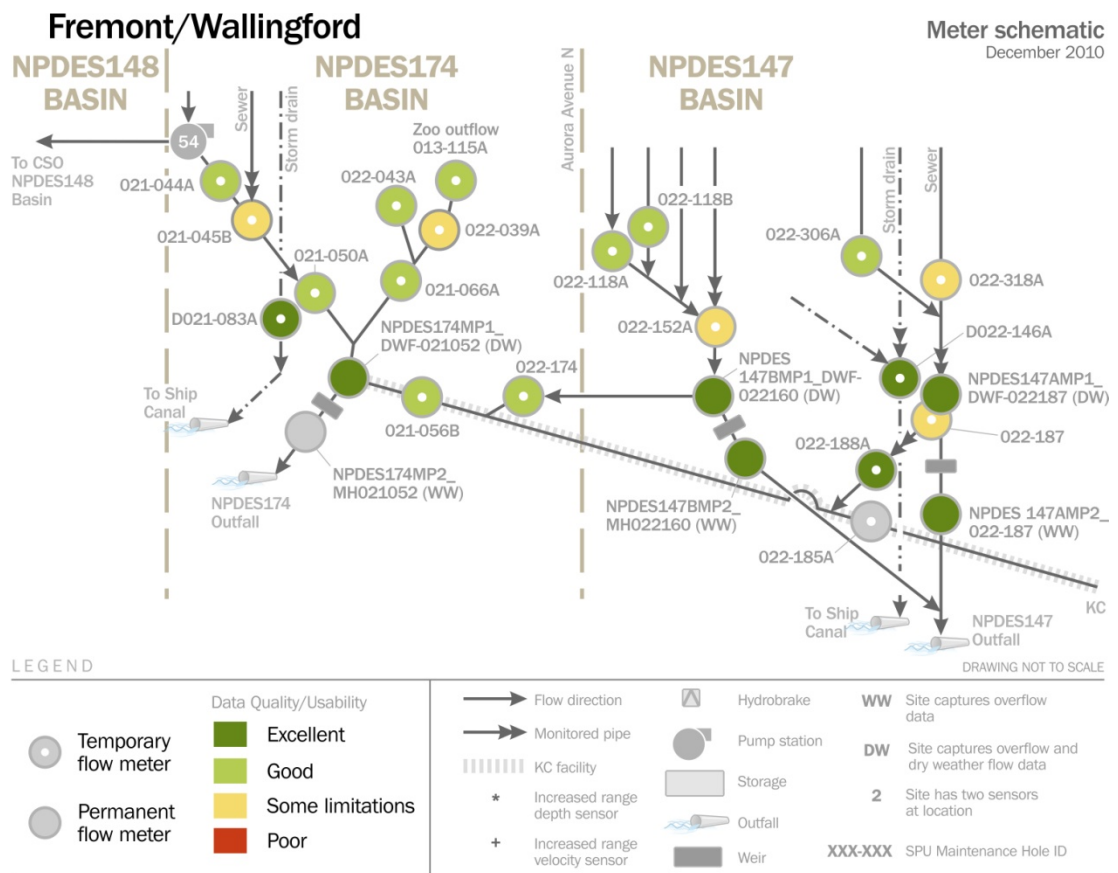 Fremont/Wallingford
Meter schematic
December 2010
NPDES148
BASIN
NPDES174
BASIN
Aurora Avenue N
NPDES147
BASIN
Sewer
Storm drain
Zoo outflow
013-115A
54
To CSO
NPDES148
Basin
021-044A
022-043A
021-045B
022-039A
021-050A
021-066A
D021-083A
022-118B
022-118A
022-152A
Storm drain
Sewer
022-306A
022-318A
D022-146A
NPDES174MP1_
DWF-021052 (DW)
022-174
NPDES
147BMP1_DWF-
022160 (DW)
NPDES147AMP1_
DWF-022187 (DW)
To Ship
Canal
021-056B
022-188A
022-187
NPDES174MP2_
MH021052 (WW)
NPDES174
Outfall
NPDES147BMP2_
MH022160 (WW)
NPDES 147AMP2_
022-187 (WW)
022-185A
KC
To Ship
Canal
NPDES147
Outfall
LEGEND
DRAWING NOT TO SCALE
Temporary
flow meter
Permanent
flow meter
Data Quality/Usability
Excellent
Good
Some limitations
Poor
Flow direction
Monitored pipe
KC facility
* Increased range
depth sensor
+ Increased range
velocity sensor
Hydrobrake
Pump station
Storage
Outfall
Weir
WW Site captures overflow
data
DW Site captures overflow and
dry weather flow data
2 Site has two sensors
at location
XXX-XXX SPU Maintenance Hole ID